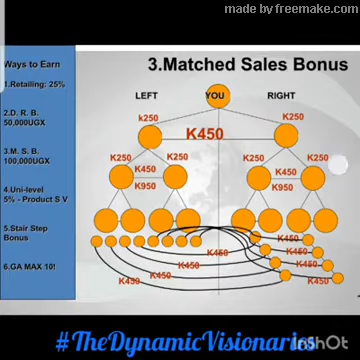 made by freemake.com
Ways to Earn
1.Retailing: 25%
2.D. R. B.
50,000UGX
3.M. S. B.
100,000UGX
4.Uni-level
5% - Product S V
5.Stair Step
Bonus
6.GA MAX 10!
3.Matched Sales Bonus
LEFT
YOU
RIGHT
k250
K250
K450
K250
K250
K250
K250
K450
K450
K950
K950
K450
K450
K450
K450
K450
K450
K450
K450
#TheDynamicVisionaries
InShOt